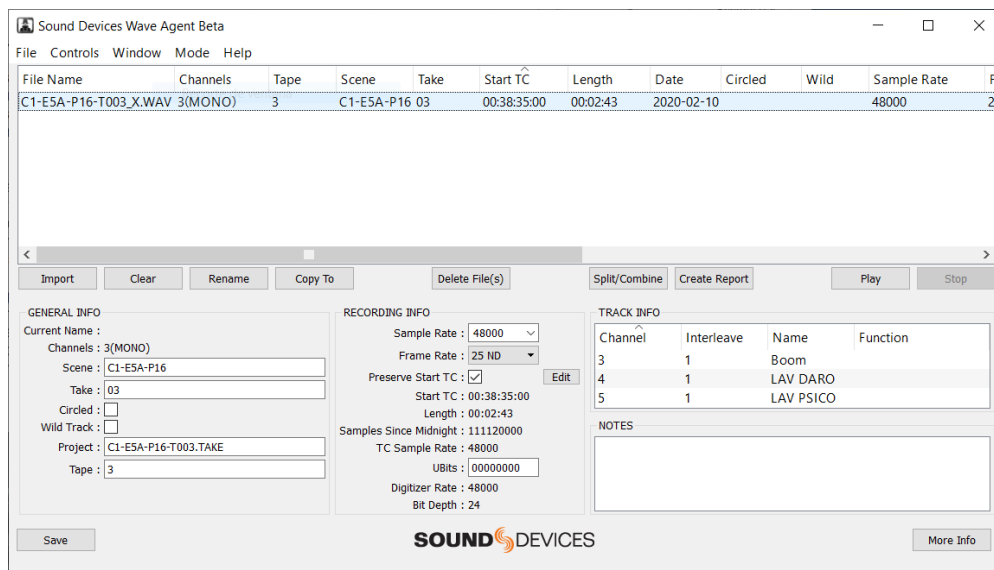 Sound Devices Wave Agent Beta
File Controls Window Mode Help
File Name Channels Tape Scene Take Start TC Length Date Circled Wild Sample Rate
C1-E5A-P16-T003_X.WAV 3(MONO) 3 C1-E5A-P16 03 00:38:35:00 00:02:43 2020-02-10 48000 2
Import Clear Rename Copy To Delete File(s) Split/Combine Create Report Play Stop
GENERAL INFO
Current Name :
Channels : 3(MONO)
Scene : C1-E5A-P16
Take : 03
Circled :
Wild Track :
Project : C1-E5A-P16-T003.TAKE
Tape : 3
RECORDING INFO
Sample Rate : 48000
Frame Rate : 25 ND
Preserve Start TC : Edit
Start TC : 00:38:35:00
Length : 00:02:43
Samples Since Midnight : 111120000
TC Sample Rate : 48000
UBits : 00000000
Digitizer Rate : 48000
Bit Depth : 24
TRACK INFO
Channel Interleave Name Function
3 1 Boom
4 1 LAV DARO
5 1 LAV PSICO
NOTES
Save
SOUND DEVICES
More Info